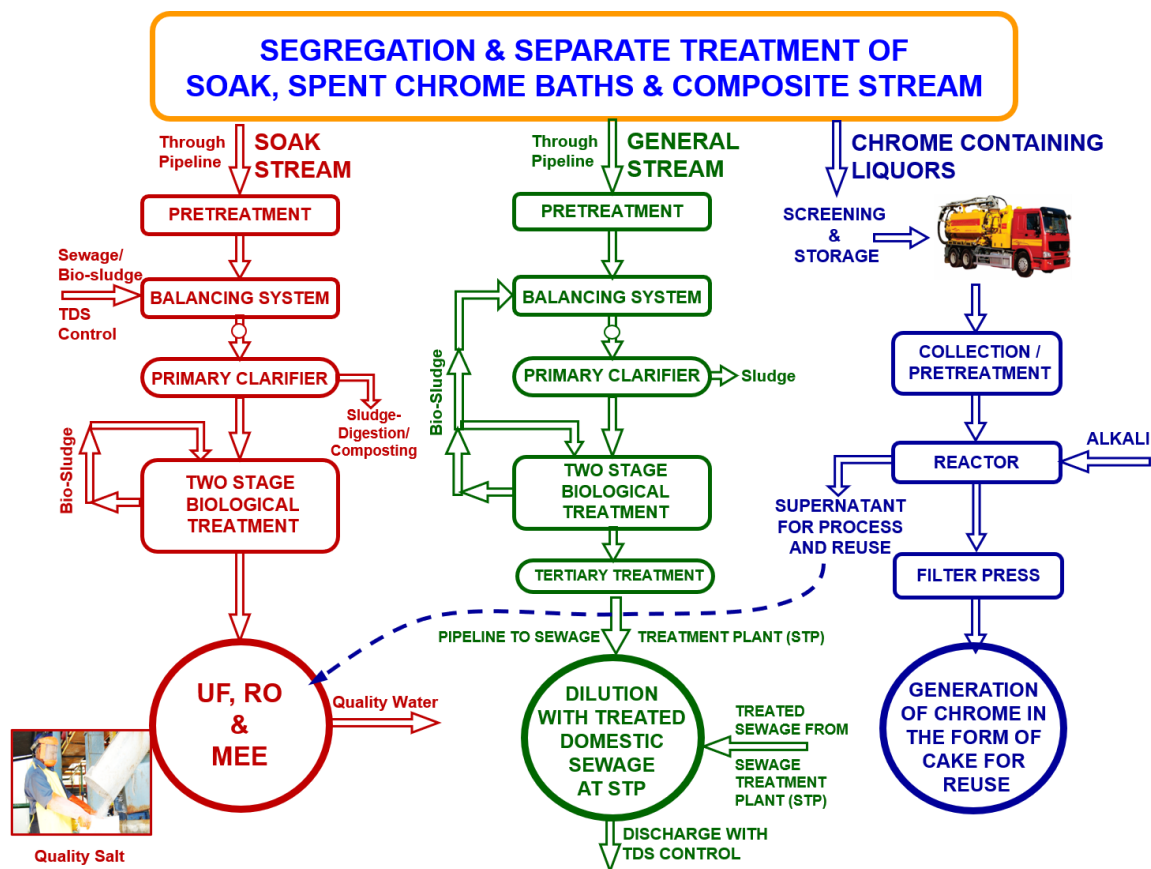 SEGREGATION & SEPARATE TREATMENT OF
SOAK, SPENT CHROME BATHS & COMPOSITE STREAM
Through
Pipeline
SOAK
STREAM
PRETREATMENT
Sewage/
Bio-sludge
TDS
Control
BALANCING SYSTEM
PRIMARY CLARIFIER
Sludge-
Digestion/
Composting
Bio-Sludge
TWO STAGE
BIOLOGICAL
TREATMENT
UF, RO
&
MEE
Quality Water
Quality Salt
Through
Pipeline
GENERAL
STREAM
PRETREATMENT
BALANCING SYSTEM
PRIMARY CLARIFIER
Sludge
Bio-Sludge
TWO STAGE
BIOLOGICAL
TREATMENT
TERTIARY TREATMENT
PIPELINE TO SEWAGE TREATMENT PLANT (STP)
DILUTION
WITH TREATED
DOMESTIC
SEWAGE
AT STP
TREATED
SEWAGE FROM
SEWAGE
TREATMENT
PLANT (STP)
DISCHARGE WITH
TDS CONTROL
CHROME CONTAINING
LIQUORS
SCREENING
&
STORAGE
COLLECTION /
PRETREATMENT
ALKALI
REACTOR
SUPERNATANT
FOR PROCESS
AND REUSE
FILTER PRESS
GENERATION
OF CHROME IN
THE FORM OF
CAKE FOR
REUSE